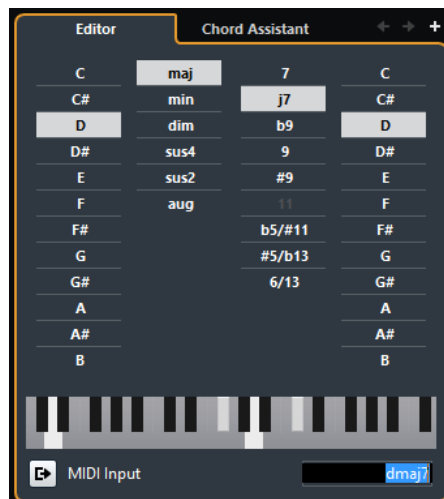 Editor Chord Assistant
C maj 7 C
C# min j7 C#
D dim b9 D
D# sus4 9 D#
E sus2 #9 E
F aug 11 F
F# b5/#11 F#
G #5/b13 G
G# 6/13 G#
A A
A# A#
B B
MIDI Input dmaj7